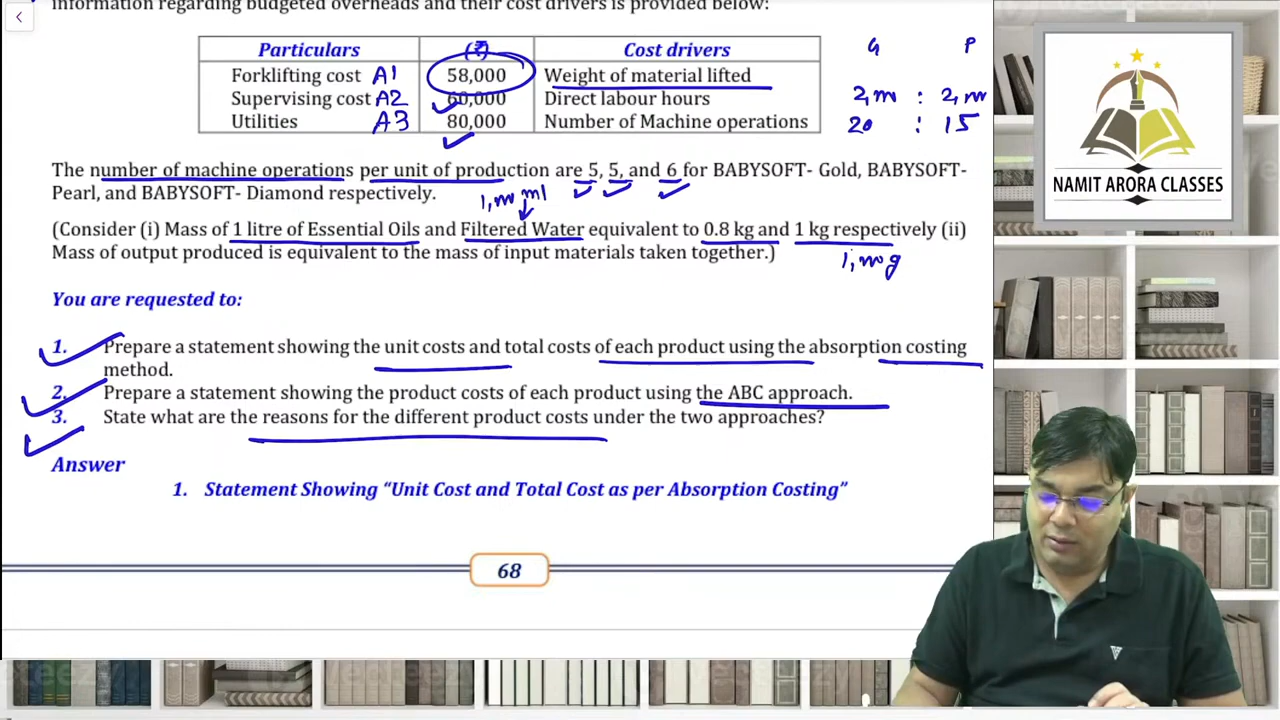 information regarding budgeted overheads and their cost drivers is provided below:
Particulars (₹) Cost drivers
Forklifting cost A1 58,000 Weight of material lifted
Supervising cost A2 60,000 Direct labour hours
Utilities A3 80,000 Number of Machine operations
G P
2,m : 2,m
20 : 15
NAMIT ARORA CLASSES
The number of machine operations per unit of production are 5, 5, and 6 for BABYSOFT- Gold, BABYSOFT-
Pearl, and BABYSOFT- Diamond respectively.
(Consider (i) Mass of 1 litre of Essential Oils and Filtered Water equivalent to 0.8 kg and 1 kg respectively (ii)
Mass of output produced is equivalent to the mass of input materials taken together.)
You are requested to:
1. Prepare a statement showing the unit costs and total costs of each product using the absorption costing
method.
2. Prepare a statement showing the product costs of each product using the ABC approach.
3. State what are the reasons for the different product costs under the two approaches?
Answer
1. Statement Showing “Unit Cost and Total Cost as per Absorption Costing”
68